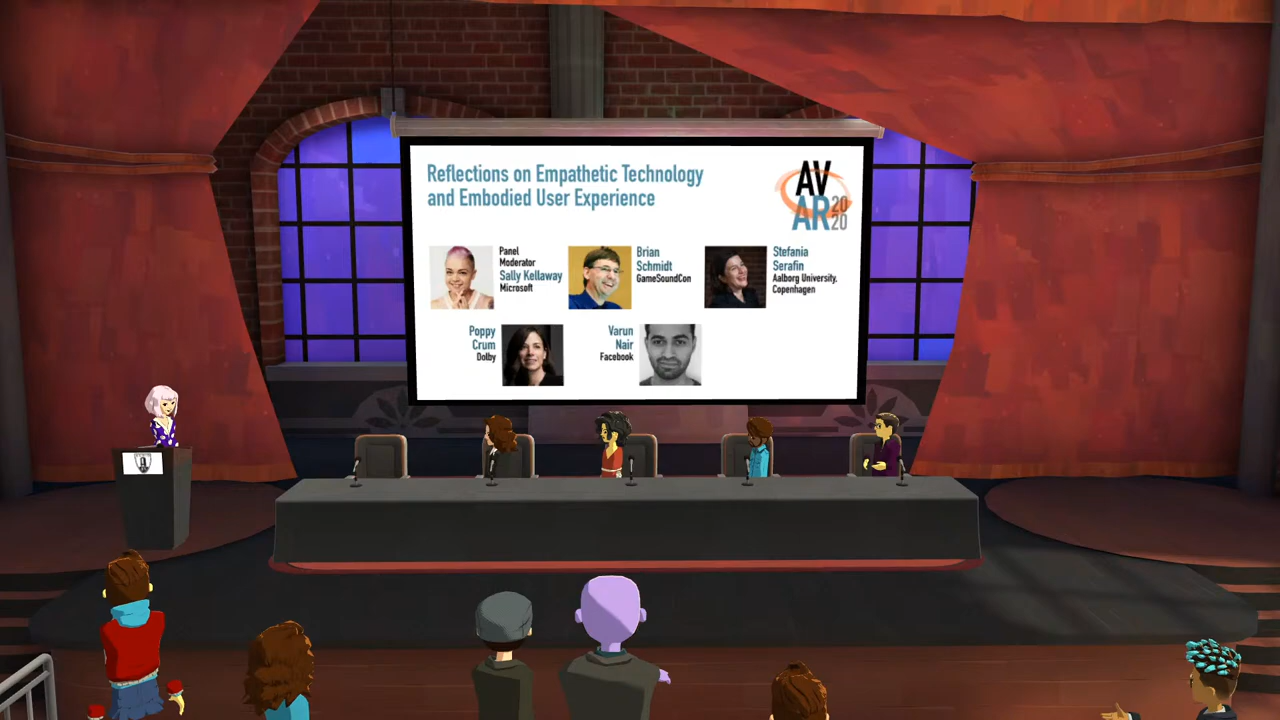 Reflections on Empathetic Technology
and Embodied User Experience
AV
AR 20
20
Panel
Moderator
Sally Kellaway
Microsoft
Brian
Schmidt
GameSoundCon
Stefania
Serafin
Aalborg University,
Copenhagen
Poppy
Crum
Dolby
Varun
Nair
Facebook